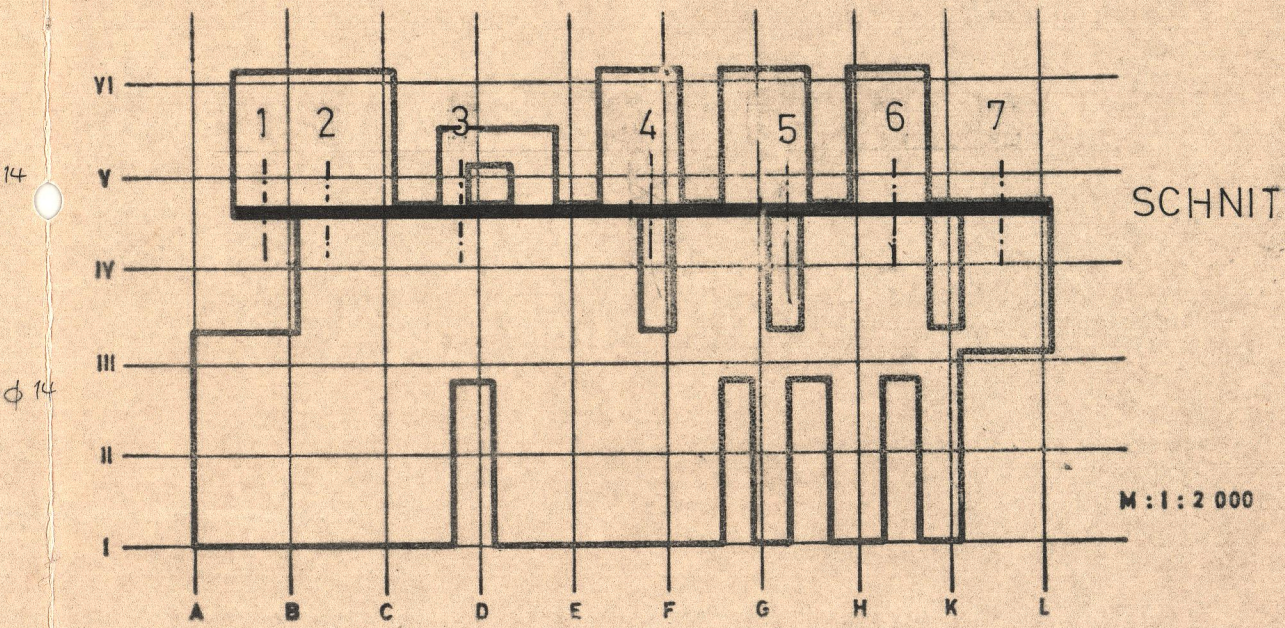 VI
1 2 3 4 5 6 7
14
V
SCHNIT
IV
III
ϕ 14
II
M : 1 : 2 000
I
A B C D E F G H K L